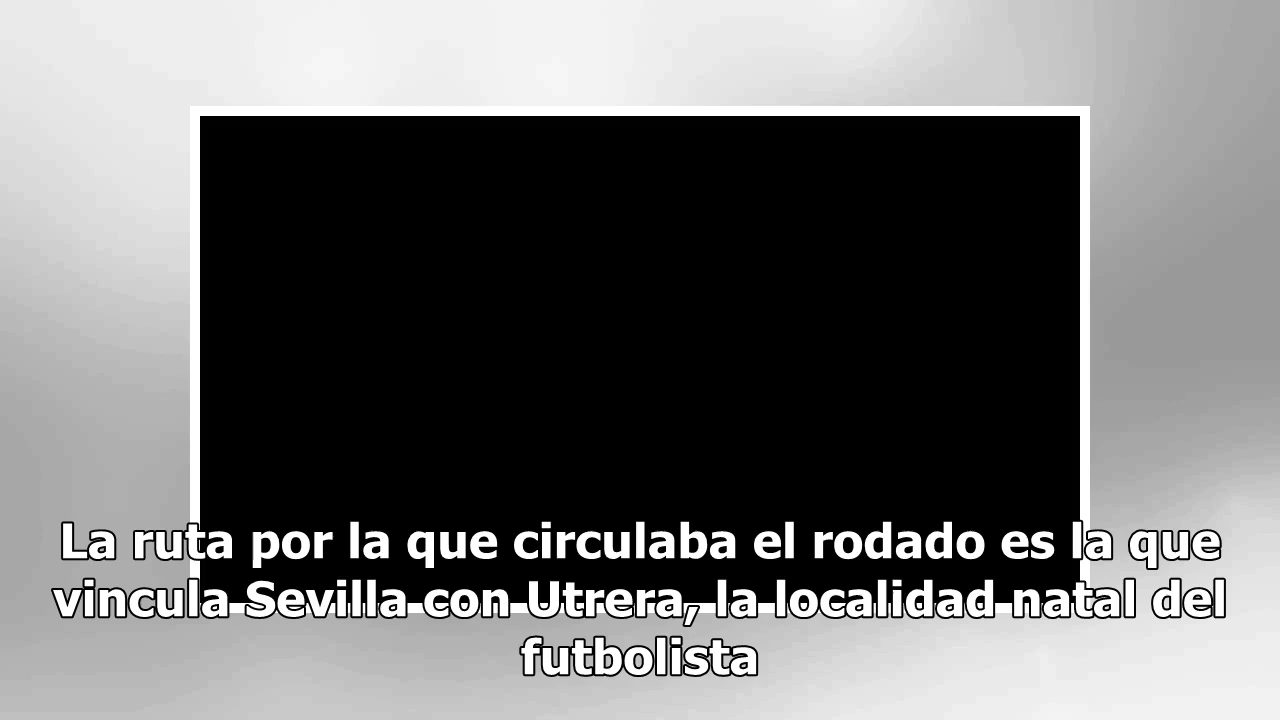 La ruta por la que circulaba el rodado es la que
vincula Sevilla con Utrera, la localidad natal del
futbolista